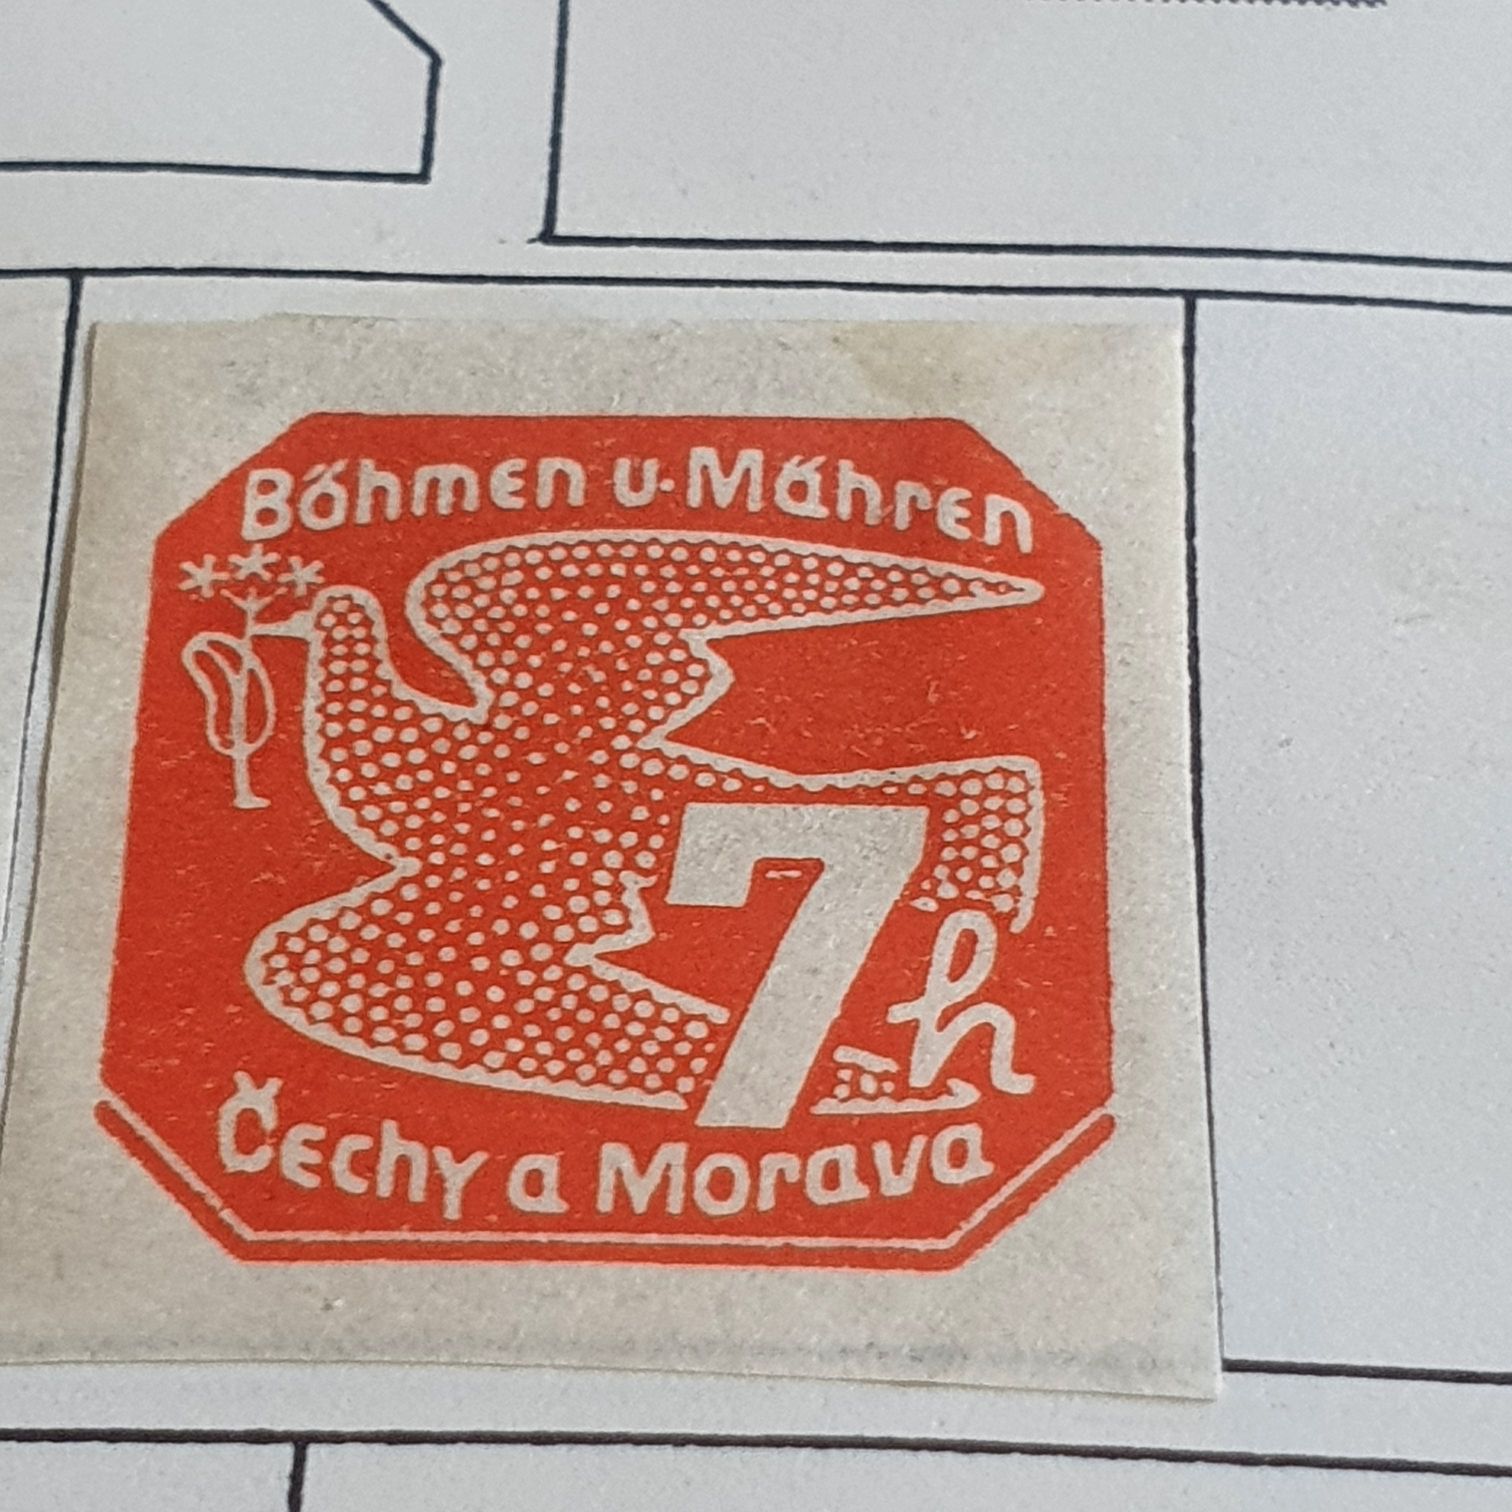 Böhmen u. Mähren
7h
Čechy a Morava